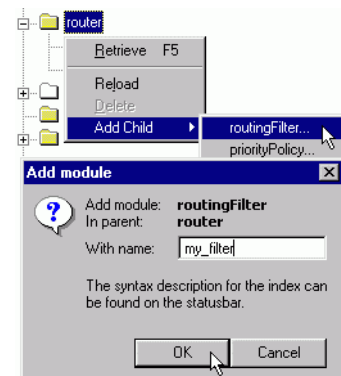 router
Retrieve F5
Reload
Delete
Add Child
routingFilter...
priorityPolicy...
Add module
Add module: routingFilter
In parent: router
With name: my_filter
The syntax description for the index can
be found on the statusbar.
OK Cancel